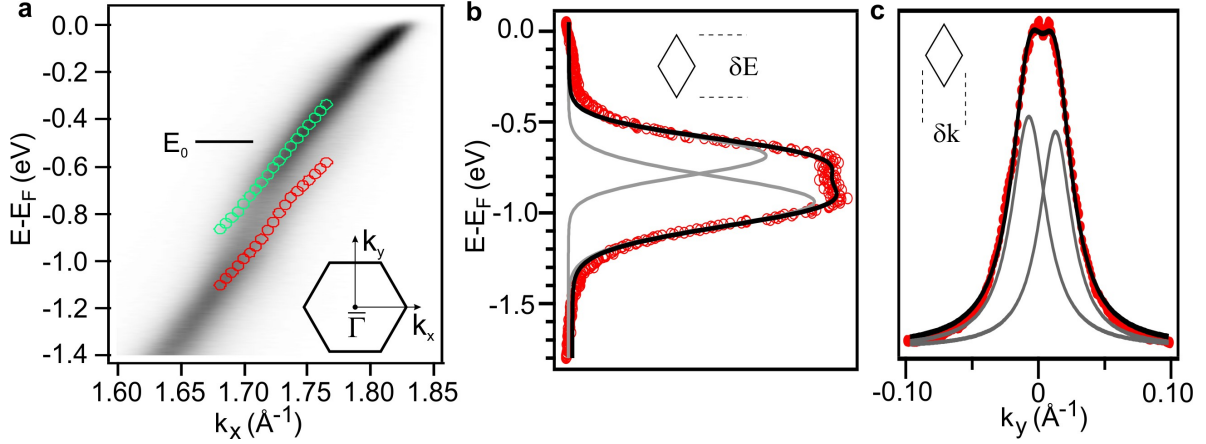 a
0.0
-0.2
-0.4
-0.6
-0.8
-1.0
-1.2
-1.4
E-E_F (eV)
E₀
k_y
Γ̅
k_x
1.60
1.65
1.70
1.75
1.80
1.85
k_x (Å⁻¹)
b
0.0
-0.5
-1.0
-1.5
E-E_F (eV)
δE
c
δk
-0.10
0
0.10
k_y (Å⁻¹)